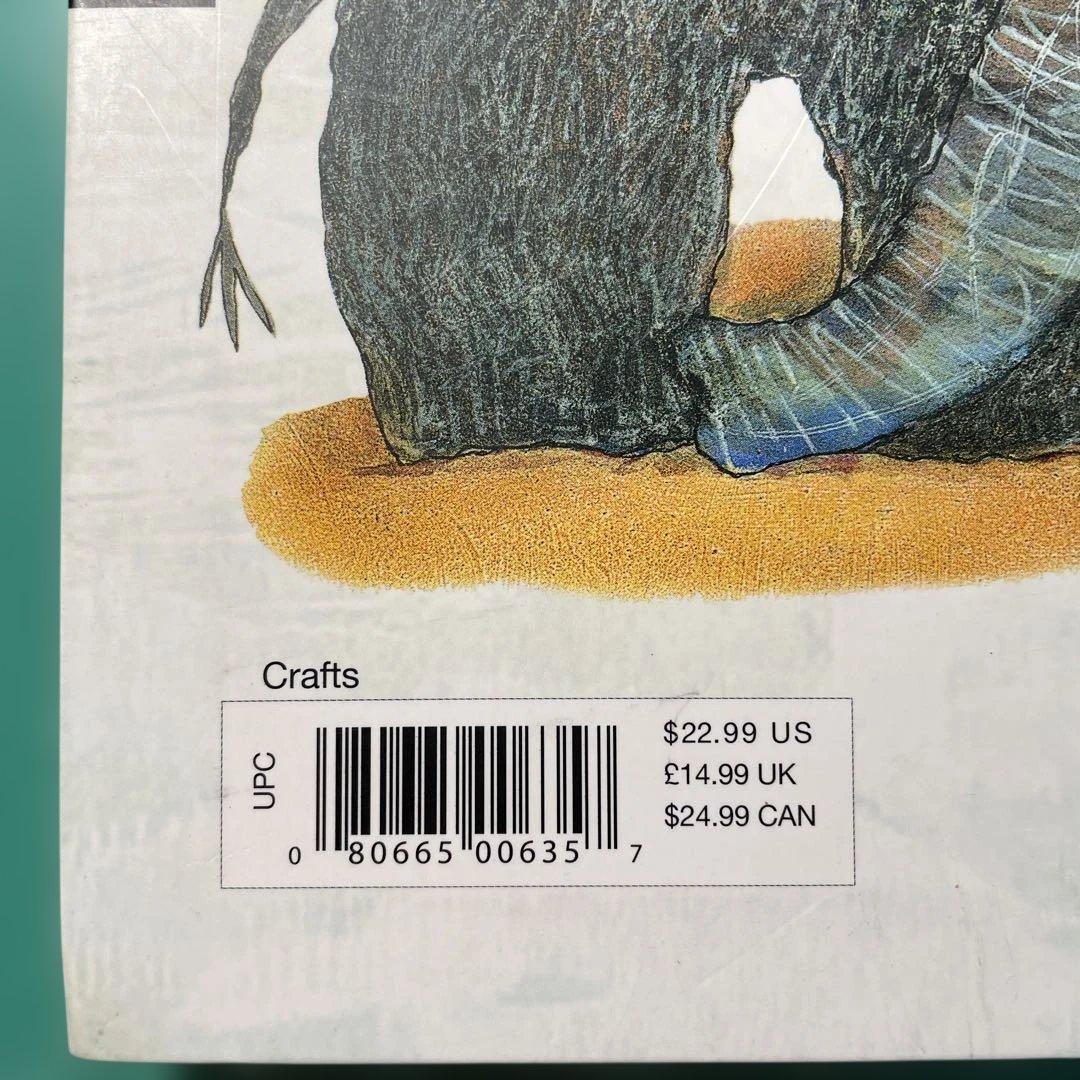 Crafts
UPC
0 80665 00635 7
$22.99 US
£14.99 UK
$24.99 CAN